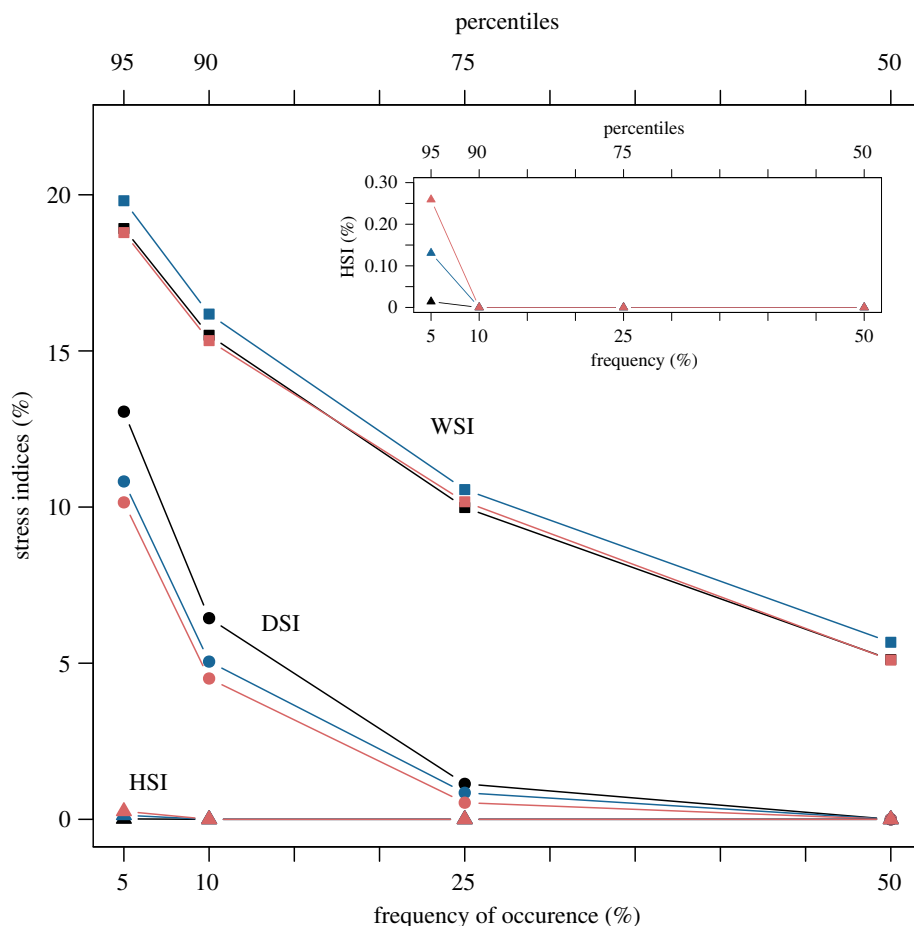 percentiles
95 90 75 50
percentiles
95 90 75 50
20
0.30
0.20
HSI (%)
0.10
0
5 10 25 50
frequency (%)
15
WSI
stress indices (%)
10
DSI
5
HSI
0
5 10 25 50
frequency of occurence (%)